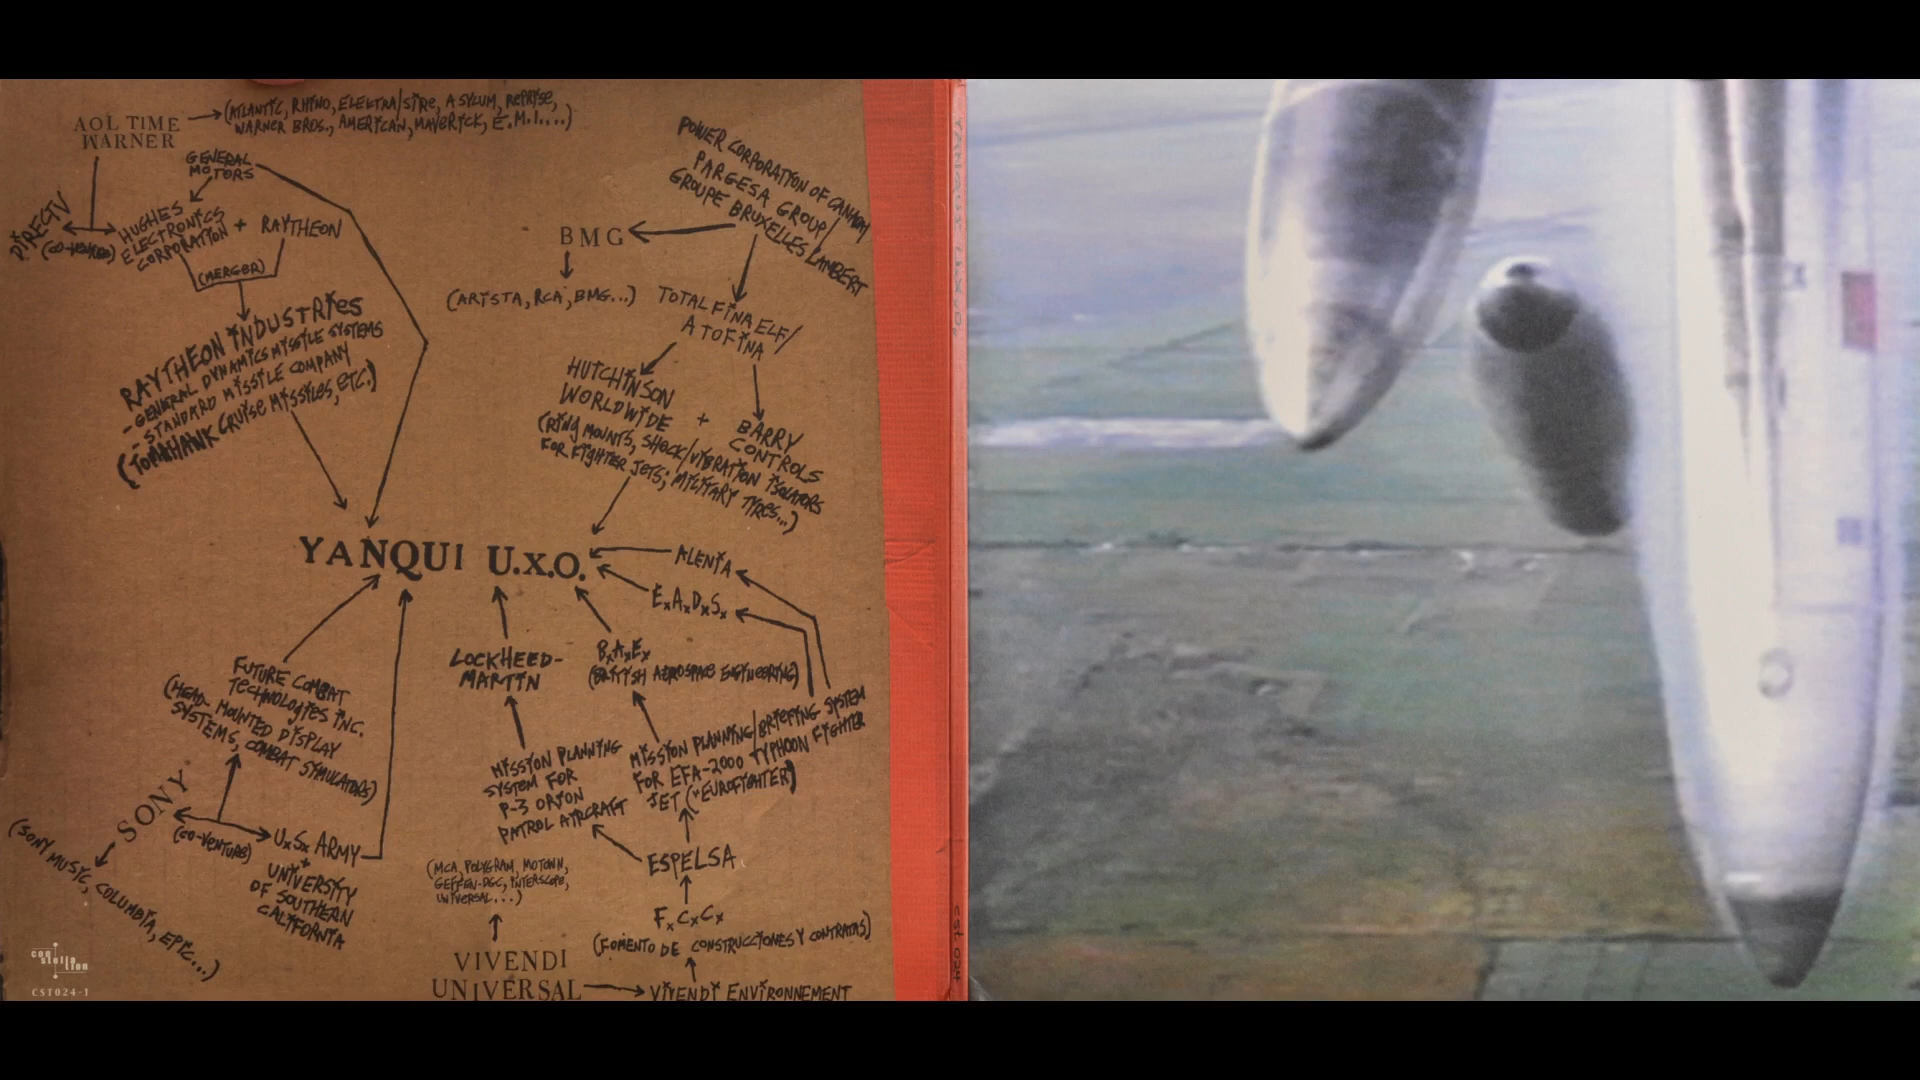 AOL TIME
WARNER
(ATLANTIC, RHINO, ELEKTRA/SIRE, ASYLUM, REPRISE,
WARNER BROS., AMERICAN, MAVERICK, E.M.I....)
GENERAL
MOTORS
DIRECTV
(CO-VENTURE)
HUGHES
ELECTRONICS
CORPORATION
+ RAYTHEON
(MERGER)
RAYTHEON INDUSTRIES
-GENERAL DYNAMICS MISSILE SYSTEMS
-STANDARD MISSILE COMPANY
(TOMAHAWK CRUISE MISSILES, ETC.)
POWER CORPORATION OF CANADA/
PARGESA GROUP/
GROUPE BRUXELLES LAMBERT
BMG
(ARISTA, RCA, BMG...)
TOTAL FINA ELF/
ATOFINA
HUTCHINSON
WORLDWIDE
+
BARRY
CONTROLS
(RING MOUNTS, SHOCK/VIBRATION ISOLATORS
FOR FIGHTER JETS; MILITARY TYRES...)
YANQUI U.X.O.
ALENIA
E.A.D.S.
B.A.E.
(BRITISH AEROSPACE ENGINEERING)
LOCKHEED-
MARTIN
FUTURE COMBAT
TECHNOLOGIES INC.
(HEAD-MOUNTED DISPLAY
SYSTEMS, COMBAT SIMULATORS)
SONY
(CO-VENTURE)
U.S. ARMY
+
UNIVERSITY
OF SOUTHERN
CALIFORNIA
(SONY MUSIC, COLUMBIA, EPIC...)
MISSION PLANNING
SYSTEM FOR
P-3 ORION
PATROL AIRCRAFT
MISSION PLANNING/BRIEFING SYSTEM
FOR EFA-2000 TYPHOON FIGHTER
JET ("EUROFIGHTER)
ESPELSA
(MCA, POLYGRAM, MOTOWN,
GEFFEN-DGC, INTERSCOPE,
UNIVERSAL...)
F.C.C.
(FOMENTO DE CONSTRUCCIONES Y CONTRATAS)
VIVENDI
UNIVERSAL
VIVENDI ENVIRONNEMENT
constellation
CST024-1